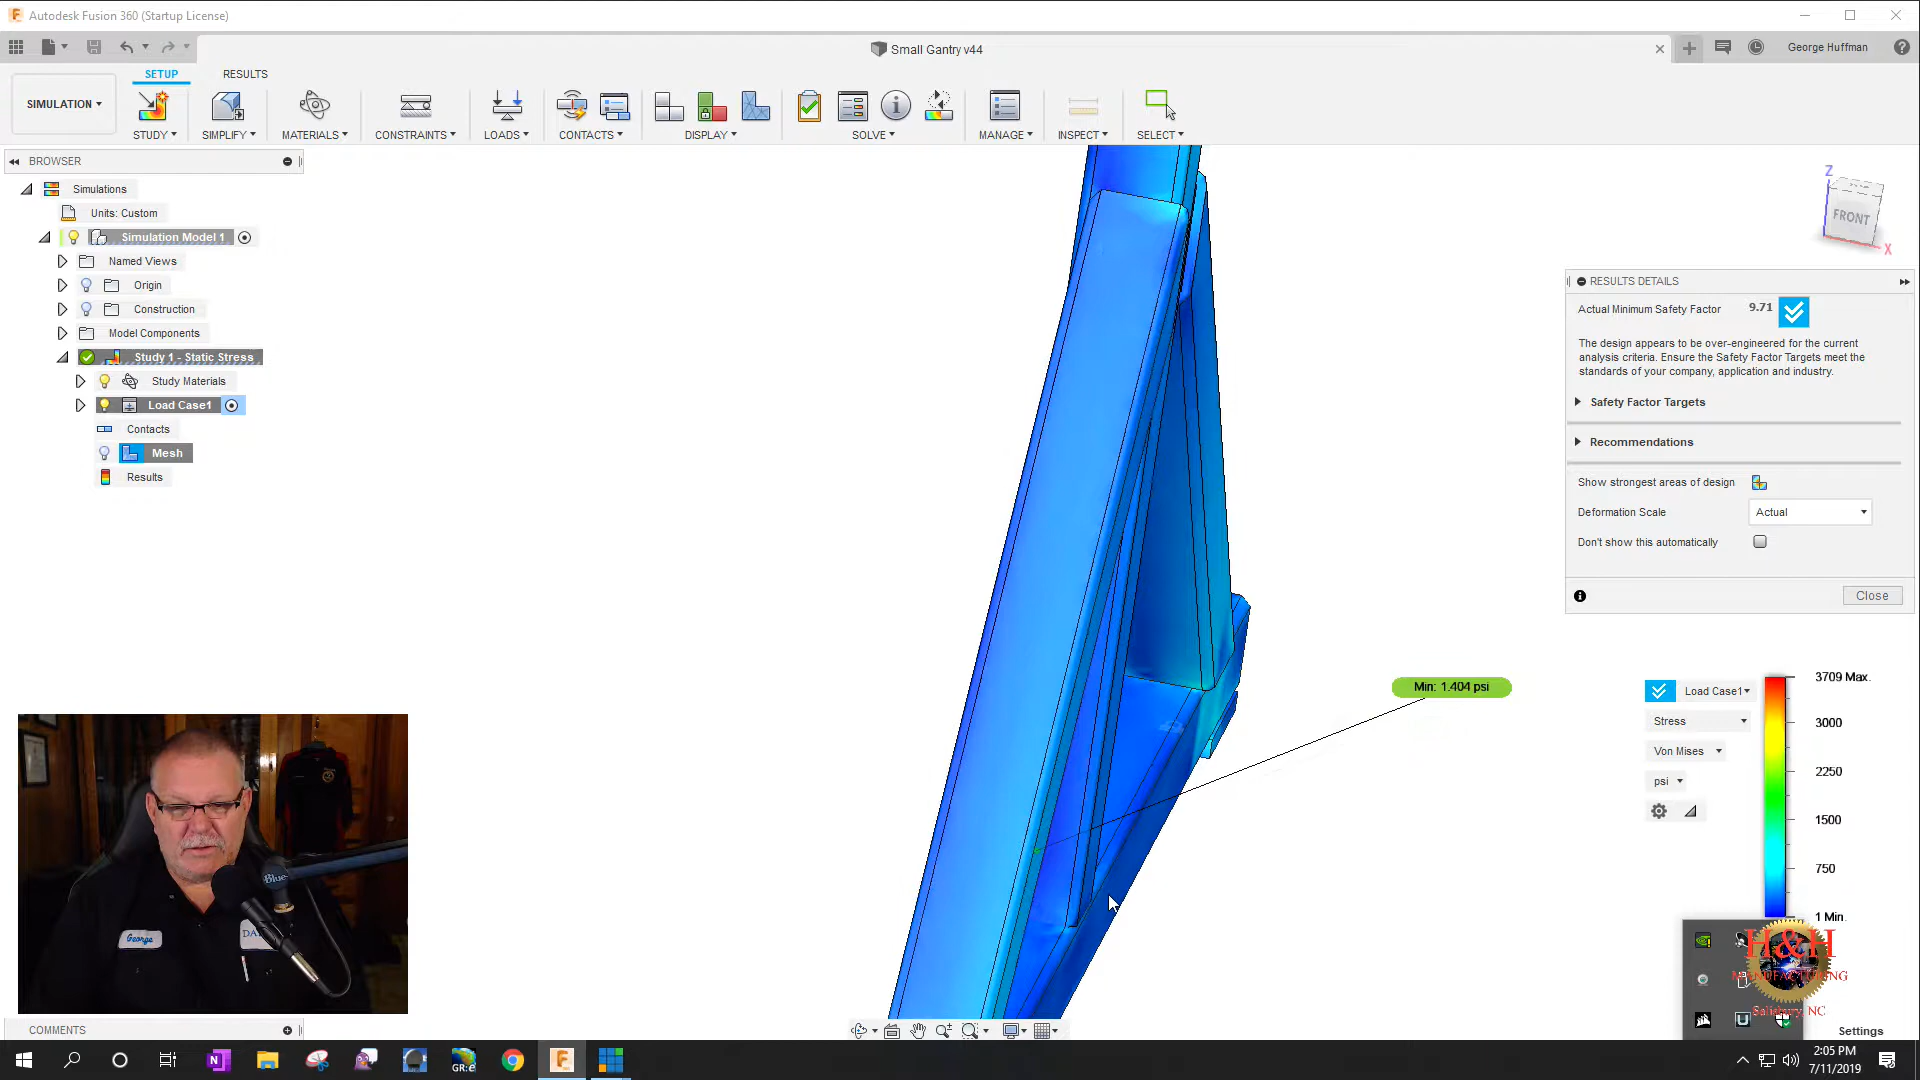 Autodesk Fusion 360 (Startup License)
Small Gantry v44
George Huffman
SETUP
RESULTS
SIMULATION
STUDY
SIMPLIFY
MATERIALS
CONSTRAINTS
LOADS
CONTACTS
DISPLAY
SOLVE
MANAGE
INSPECT
SELECT
BROWSER
Simulations
Units: Custom
Simulation Model 1
Named Views
Origin
Construction
Model Components
Study 1 - Static Stress
Study Materials
Load Case1
Contacts
Mesh
Results
Z
FRONT
X
RESULTS DETAILS
Actual Minimum Safety Factor 9.71
The design appears to be over-engineered for the current
analysis criteria. Ensure the Safety Factor Targets meet the
standards of your company, application and industry.
Safety Factor Targets
Recommendations
Show strongest areas of design
Deformation Scale Actual
Don't show this automatically
Close
Min: 1.404 psi
Load Case1
Stress
Von Mises
psi
3709 Max.
3000
2250
1500
750
1 Min.
Blue
George
H&H
MANUFACTURING
Salisbury, NC
COMMENTS
Settings
N
GR:e
F
2:05 PM
7/11/2019